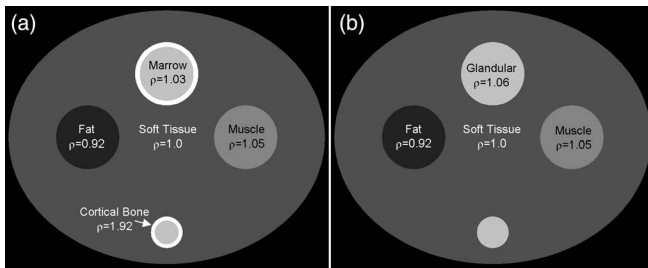 (a)
Marrow
ρ=1.03
Fat
ρ=0.92
Soft Tissue
ρ=1.0
Muscle
ρ=1.05
Cortical Bone
ρ=1.92
(b)
Glandular
ρ=1.06
Fat
ρ=0.92
Soft Tissue
ρ=1.0
Muscle
ρ=1.05